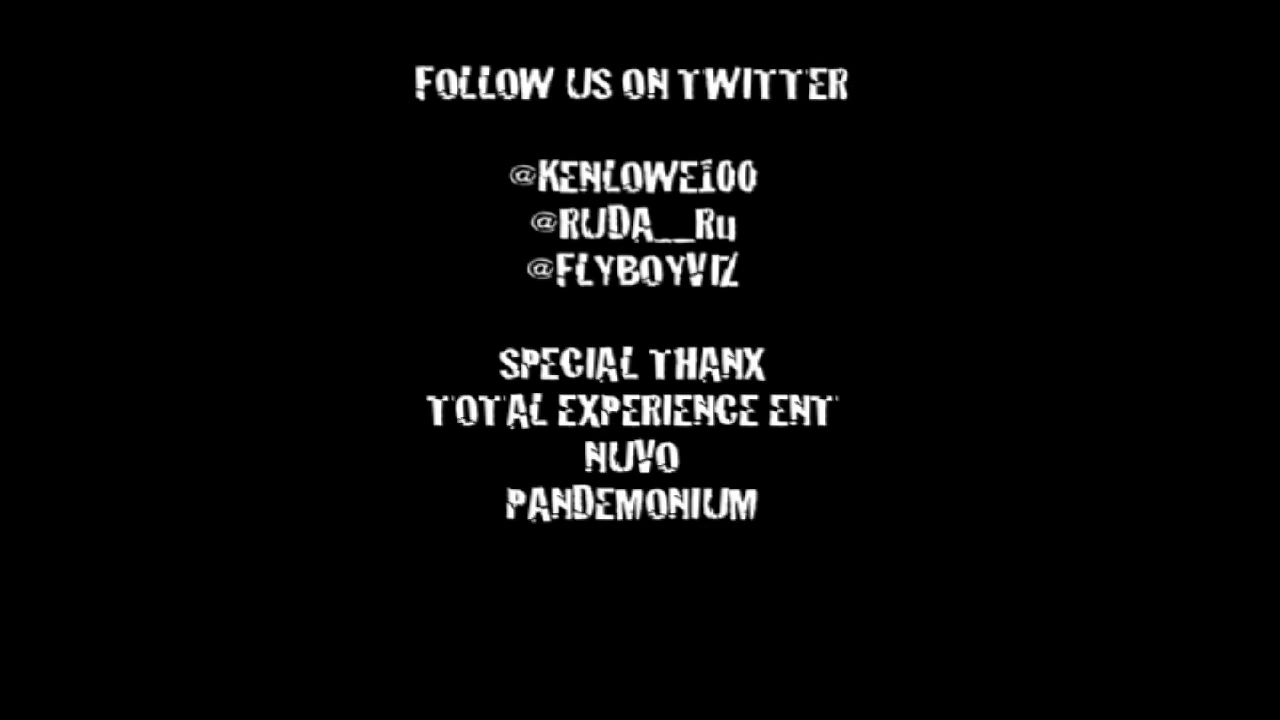 FOLLOW US ON TWITTER
@KENLOWE100
@RUDA__Ru
@FLYBOYVIZ
SPECIAL THANX
TOTAL EXPERIENCE ENT
NUVO
PANDEMONIUM